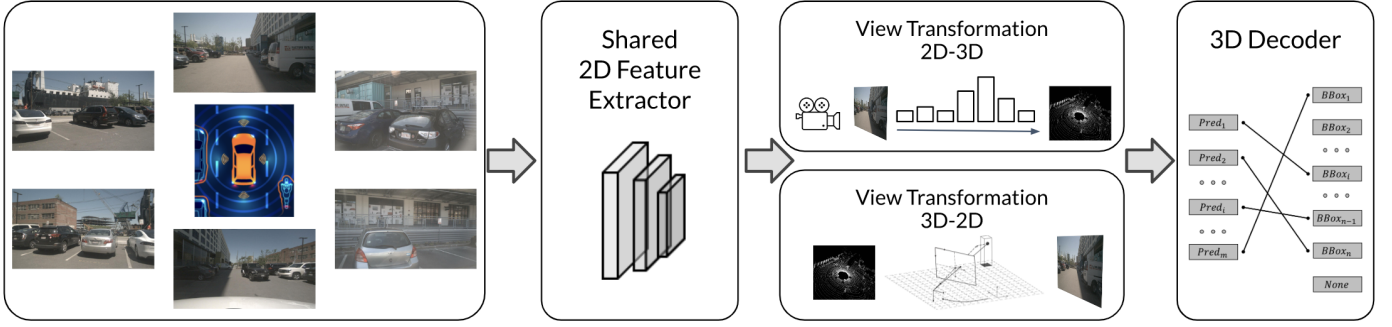 Shared
2D Feature
Extractor
View Transformation
2D-3D
View Transformation
3D-2D
3D Decoder
Pred₁
Pred₂
Predᵢ
Predₘ
BBox₁
BBox₂
BBoxᵢ
BBoxₙ₋₁
BBoxₙ
None